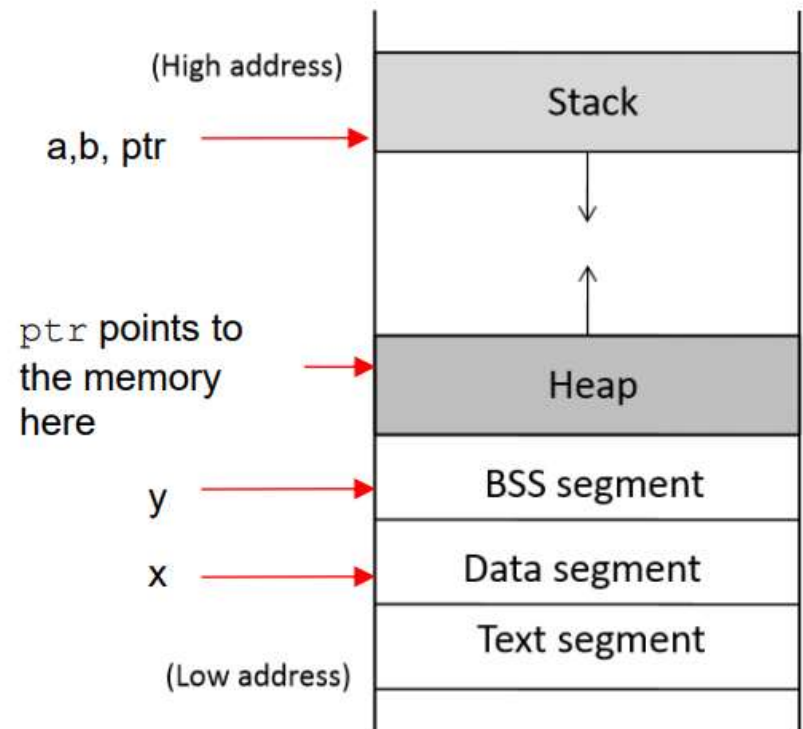 (High address)
Stack
a,b, ptr
ptr points to
the memory
here
Heap
y
BSS segment
x
Data segment
Text segment
(Low address)